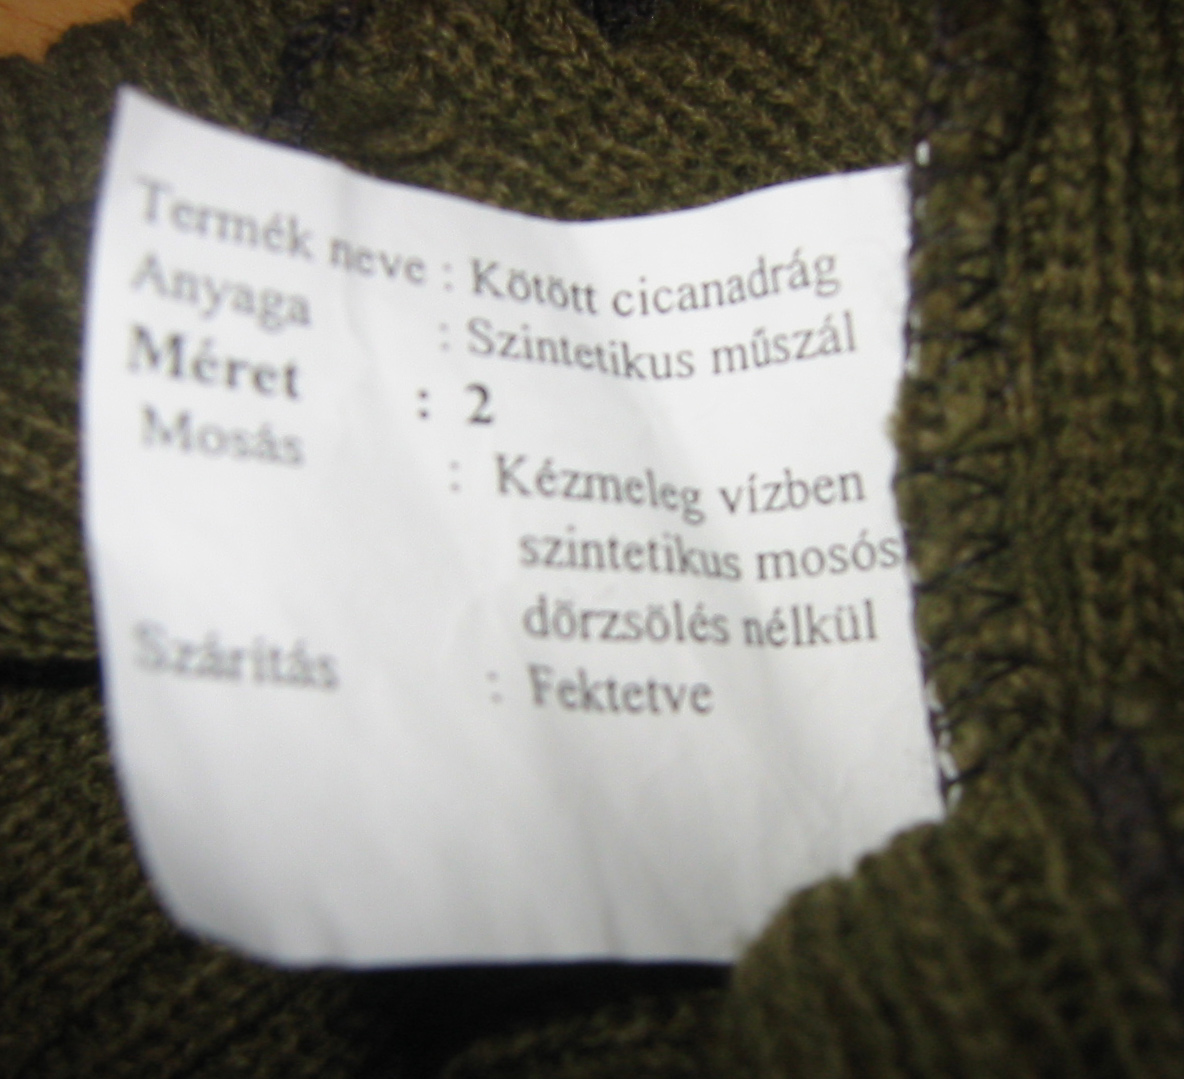 Termék neve : Kötött cicanadrág
Anyaga : Szintetikus műszál
Méret : 2
Mosás : Kézmeleg vízben
szintetikus mosós
dörzsölés nélkül
Szárítás : Fektetve